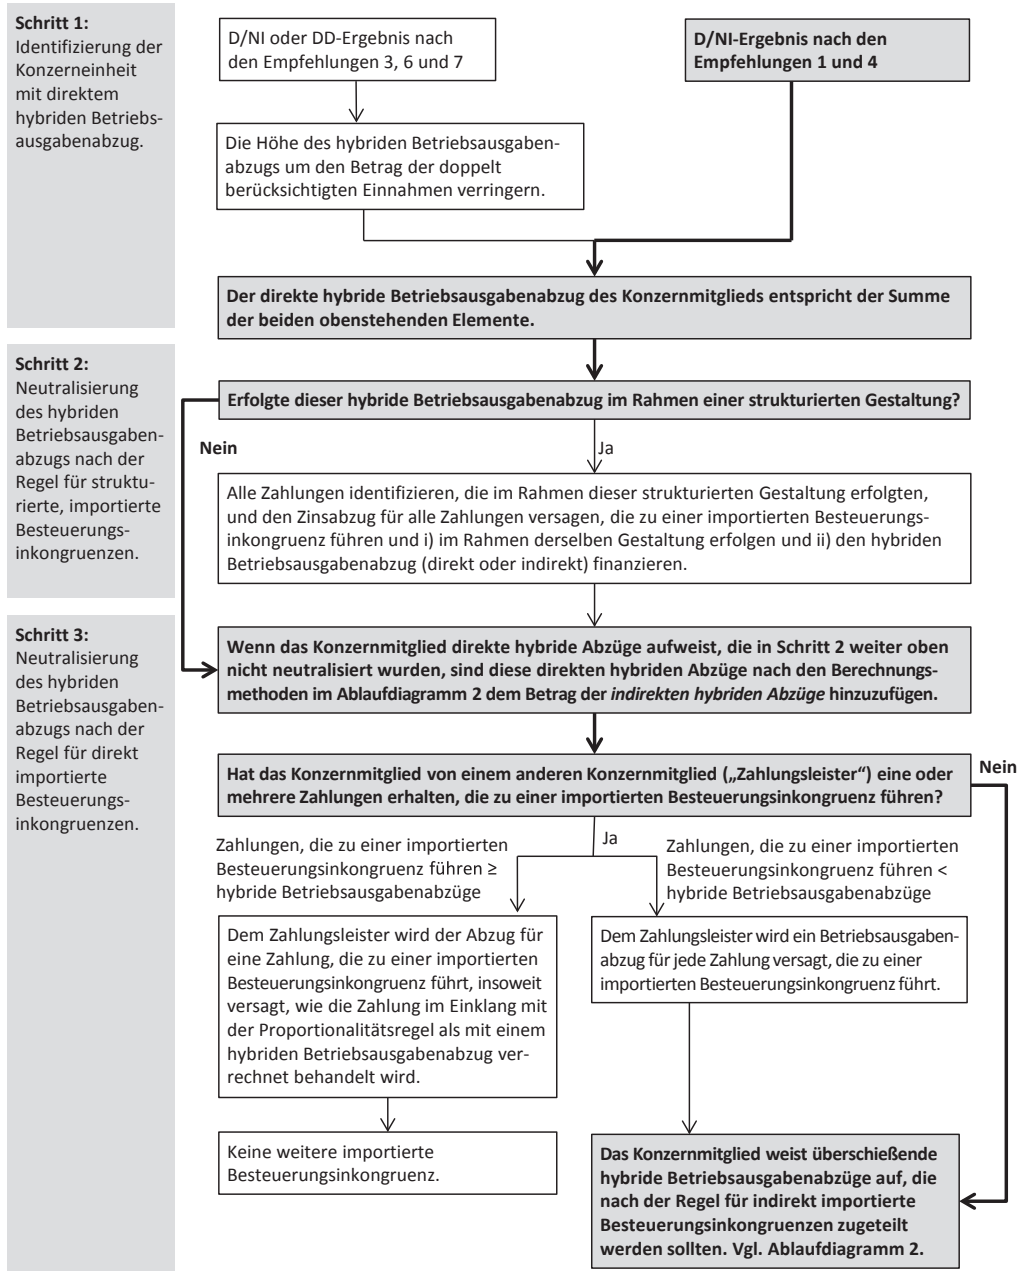 Schritt 1:
Identifizierung der
Konzerneinheit
mit direktem
hybriden Betriebs-
ausgabenabzug.
D/NI oder DD-Ergebnis nach
den Empfehlungen 3, 6 und 7
D/NI-Ergebnis nach den
Empfehlungen 1 und 4
Die Höhe des hybriden Betriebsausgaben-
abzugs um den Betrag der doppelt
berücksichtigten Einnahmen verringern.
Der direkte hybride Betriebsausgabenabzug des Konzernmitglieds entspricht der Summe
der beiden obenstehenden Elemente.
Schritt 2:
Neutralisierung
des hybriden
Betriebsausgaben-
abzugs nach der
Regel für struktu-
rierte, importierte
Besteuerungs-
inkongruenzen.
Erfolgte dieser hybride Betriebsausgabenabzug im Rahmen einer strukturierten Gestaltung?
Nein
Ja
Alle Zahlungen identifizieren, die im Rahmen dieser strukturierten Gestaltung erfolgten,
und den Zinsabzug für alle Zahlungen versagen, die zu einer importierten Besteuerungs-
inkongruenz führen und i) im Rahmen derselben Gestaltung erfolgen und ii) den hybriden
Betriebsausgabenabzug (direkt oder indirekt) finanzieren.
Schritt 3:
Neutralisierung
des hybriden
Betriebsausgaben-
abzugs nach der
Regel für direkt
importierte
Besteuerungs-
inkongruenzen.
Wenn das Konzernmitglied direkte hybride Abzüge aufweist, die in Schritt 2 weiter oben
nicht neutralisiert wurden, sind diese direkten hybriden Abzüge nach den Berechnungs-
methoden im Ablaufdiagramm 2 dem Betrag der indirekten hybriden Abzüge hinzuzufügen.
Hat das Konzernmitglied von einem anderen Konzernmitglied („Zahlungsleister“) eine oder
mehrere Zahlungen erhalten, die zu einer importierten Besteuerungsinkongruenz führen?
Nein
Ja
Zahlungen, die zu einer importierten
Besteuerungsinkongruenz führen ≥
hybride Betriebsausgabenabzüge
Zahlungen, die zu einer importierten
Besteuerungsinkongruenz führen <
hybride Betriebsausgabenabzüge
Dem Zahlungsleister wird der Abzug für
eine Zahlung, die zu einer importierten
Besteuerungsinkongruenz führt, insoweit
versagt, wie die Zahlung im Einklang mit
der Proportionalitätsregel als mit einem
hybriden Betriebsausgabenabzug ver-
rechnet behandelt wird.
Dem Zahlungsleister wird ein Betriebsausgaben-
abzug für jede Zahlung versagt, die zu einer
importierten Besteuerungsinkongruenz führt.
Keine weitere importierte
Besteuerungsinkongruenz.
Das Konzernmitglied weist überschießende
hybride Betriebsausgabenabzüge auf, die
nach der Regel für indirekt importierte
Besteuerungsinkongruenzen zugeteilt
werden sollten. Vgl. Ablaufdiagramm 2.